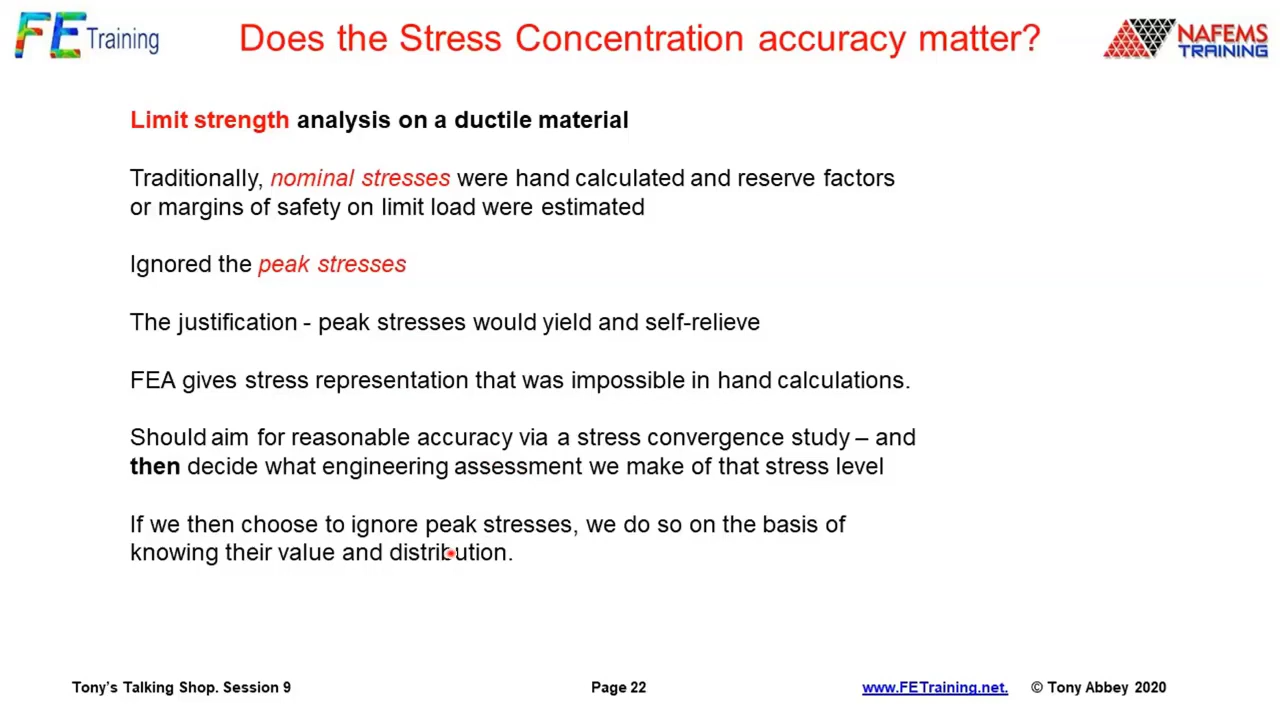 FE Training
Does the Stress Concentration accuracy matter?
NAFEMS
TRAINING
Limit strength analysis on a ductile material
Traditionally, nominal stresses were hand calculated and reserve factors
or margins of safety on limit load were estimated
Ignored the peak stresses
The justification - peak stresses would yield and self-relieve
FEA gives stress representation that was impossible in hand calculations.
Should aim for reasonable accuracy via a stress convergence study – and
then decide what engineering assessment we make of that stress level
If we then choose to ignore peak stresses, we do so on the basis of
knowing their value and distribution.
Tony’s Talking Shop. Session 9
Page 22
www.FETraining.net.
© Tony Abbey 2020